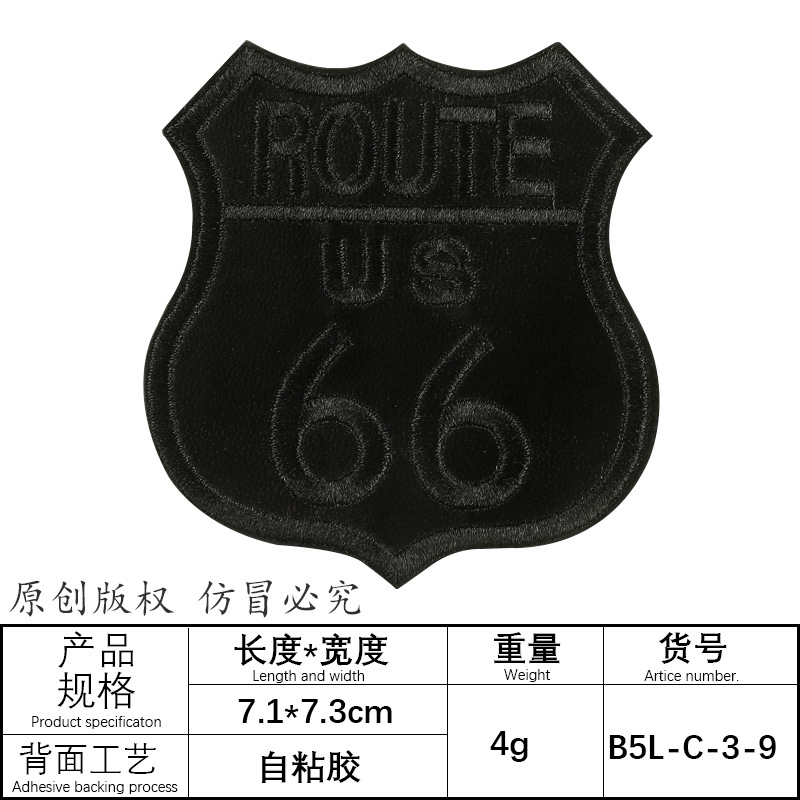 ROUTE
US
66
原创版权 仿冒必究
产品
规格
Product specificaton
长度*宽度
Length and width
重量
Weight
货号
Artice number.
7.1*7.3cm
4g
B5L-C-3-9
背面工艺
Adhesive backing process
自粘胶